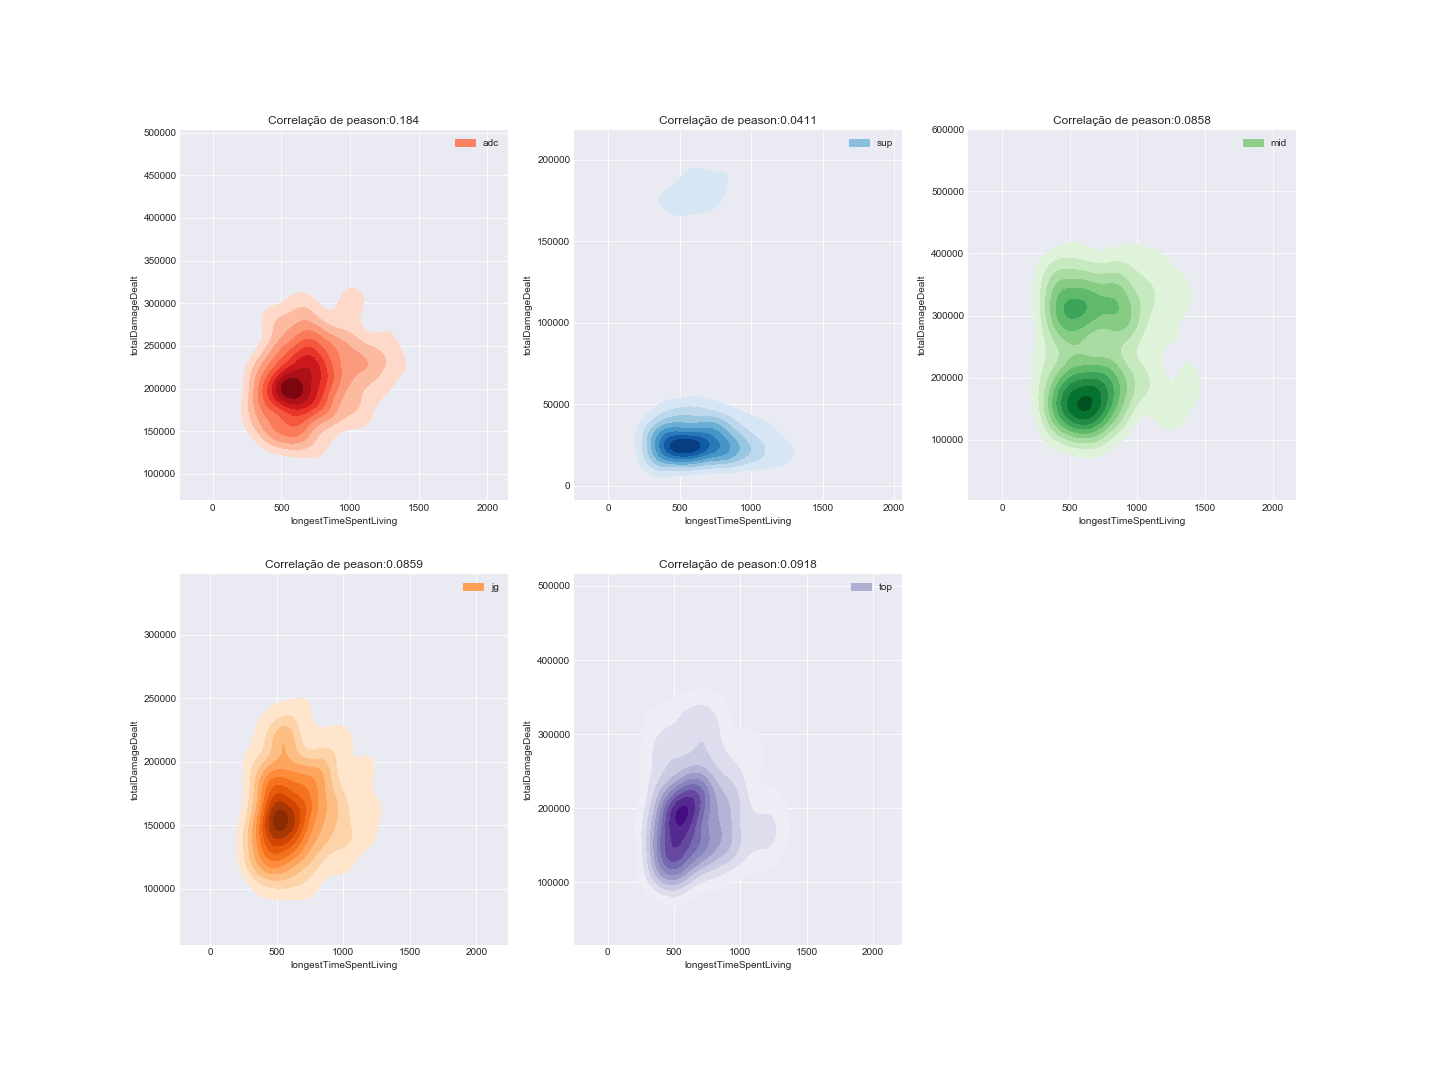 Correlação de peason:0.184
adc
500000
450000
400000
350000
300000
250000
200000
150000
100000
totalDamageDealt
0 500 1000 1500 2000
longestTimeSpentLiving
Correlação de peason:0.0411
sup
200000
150000
100000
50000
0
totalDamageDealt
0 500 1000 1500 2000
longestTimeSpentLiving
Correlação de peason:0.0858
mid
600000
500000
400000
300000
200000
100000
totalDamageDealt
0 500 1000 1500 2000
longestTimeSpentLiving
Correlação de peason:0.0859
jg
300000
250000
200000
150000
100000
totalDamageDealt
0 500 1000 1500 2000
longestTimeSpentLiving
Correlação de peason:0.0918
top
500000
400000
300000
200000
100000
totalDamageDealt
0 500 1000 1500 2000
longestTimeSpentLiving